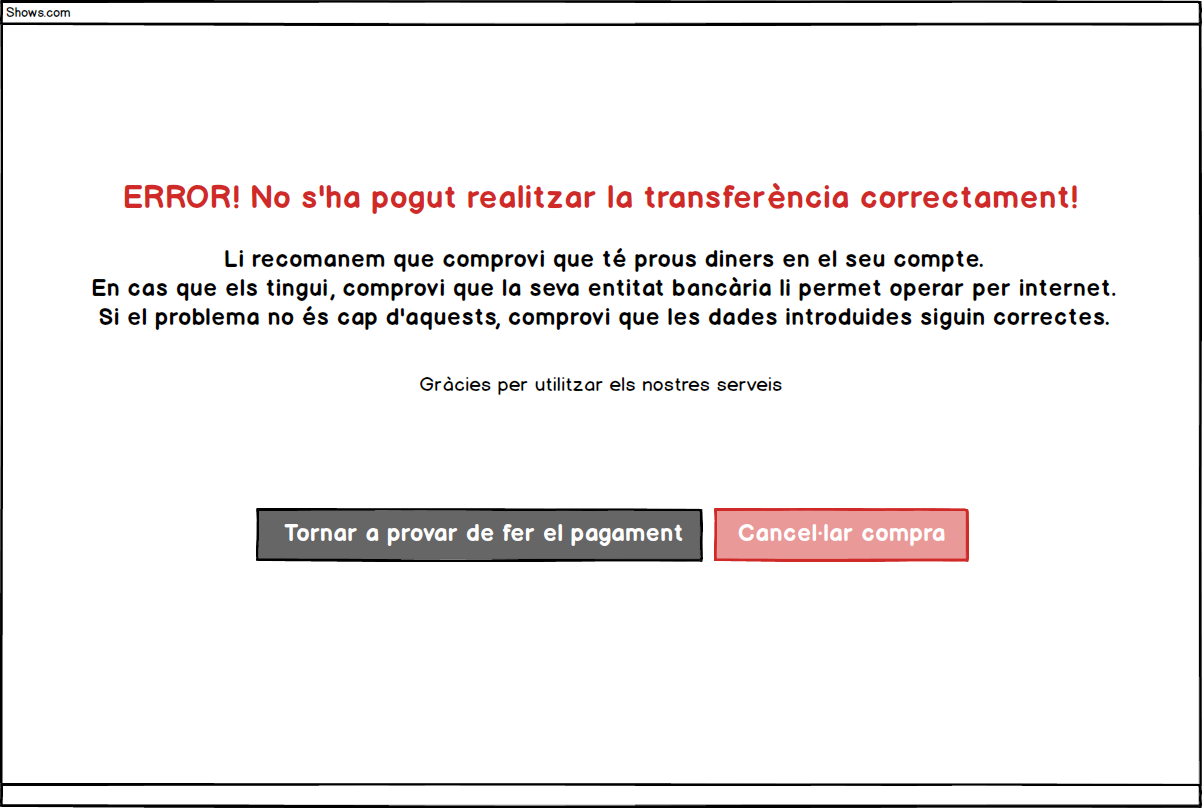 Shows.com
ERROR! No s'ha pogut realitzar la transferència correctament!
Li recomanem que comprovi que té prous diners en el seu compte.
En cas que els tingui, comprovi que la seva entitat bancària li permet operar per internet.
Si el problema no és cap d'aquests, comprovi que les dades introduides siguin correctes.
Gràcies per utilitzar els nostres serveis
Tornar a provar de fer el pagament
Cancel·lar compra